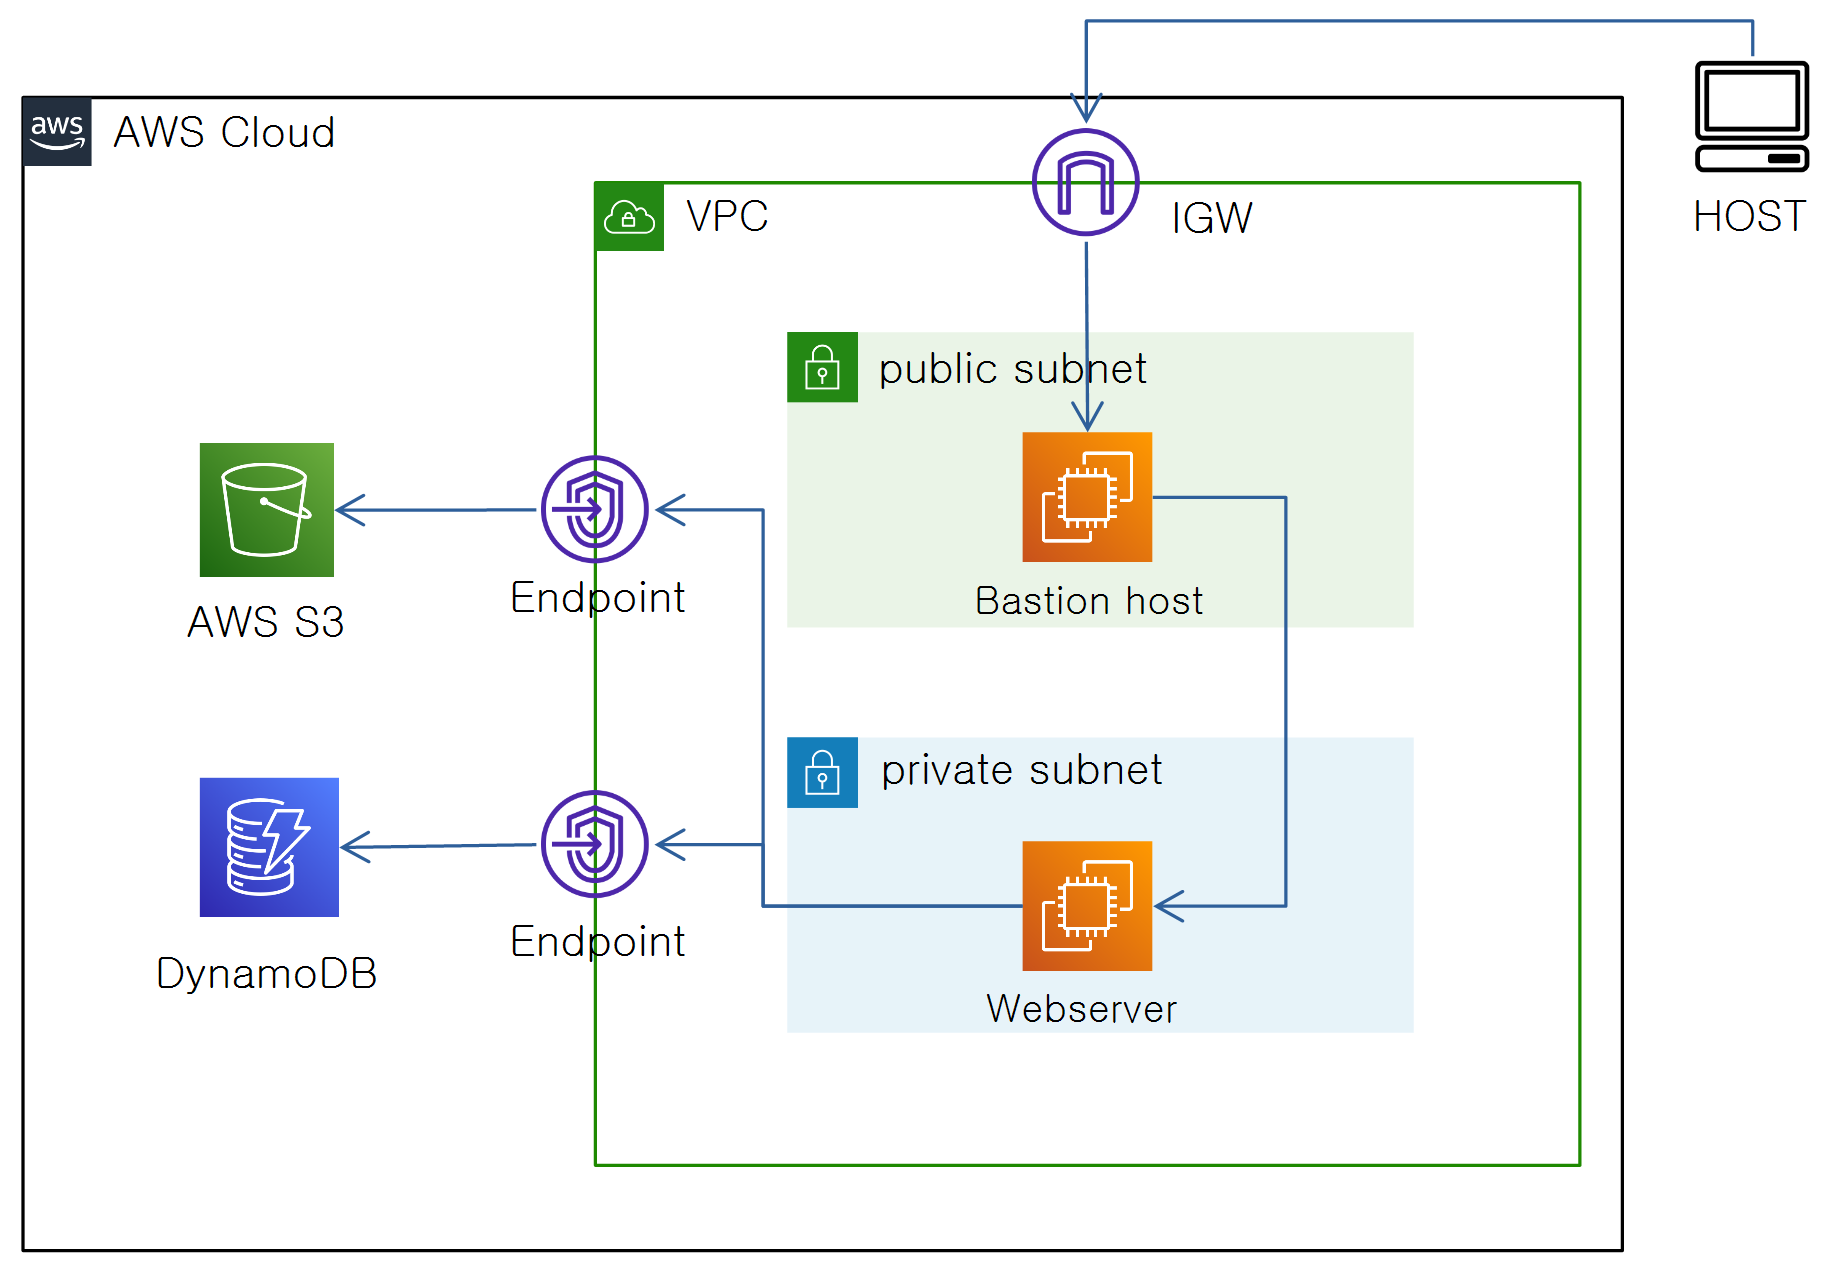 aws
AWS Cloud
VPC
IGW
HOST
public subnet
Bastion host
AWS S3
Endpoint
private subnet
Webserver
DynamoDB
Endpoint